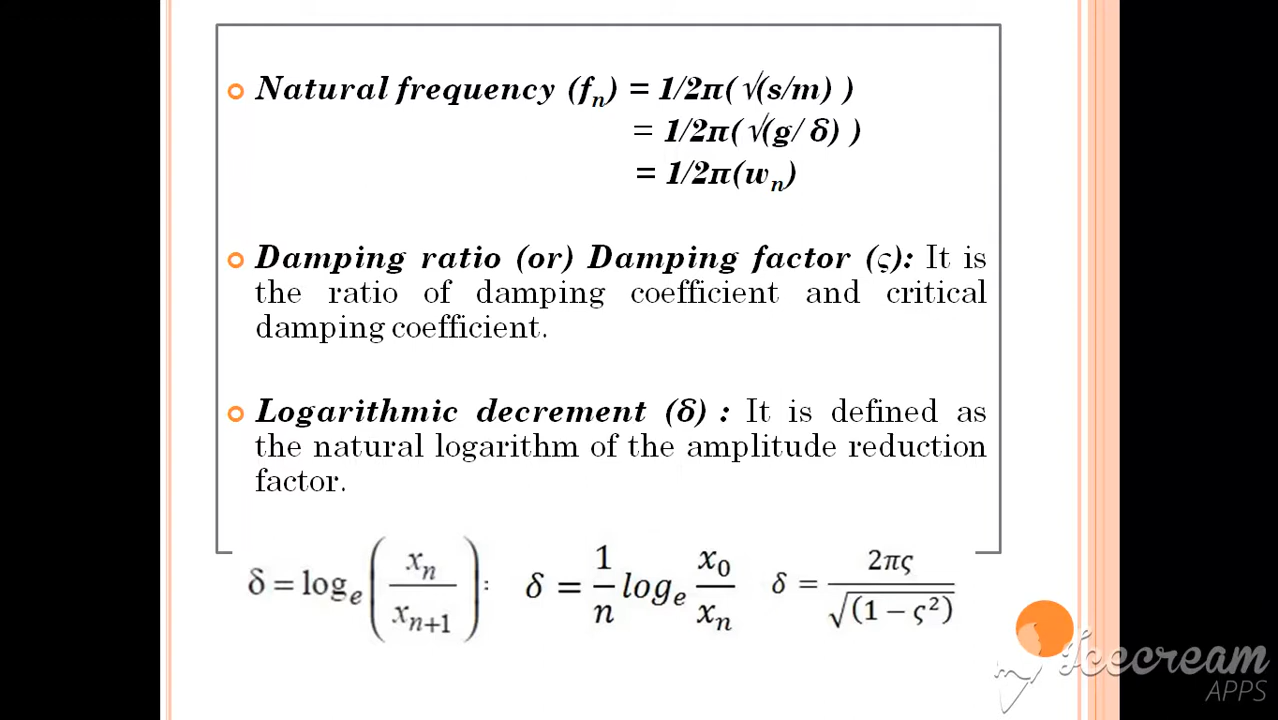 Natural frequency (fn) = 1/2π( √(s/m) )
= 1/2π( √(g/ δ) )
= 1/2π(wn)
Damping ratio (or) Damping factor (ς): It is
the ratio of damping coefficient and critical
damping coefficient.
Logarithmic decrement (δ) : It is defined as
the natural logarithm of the amplitude reduction
factor.
δ = logₑ(xₙ/xₙ₊₁) : δ = 1/n logₑ x₀/xₙ δ = 2πς/√(1 − ς²)
Icecream
APPS